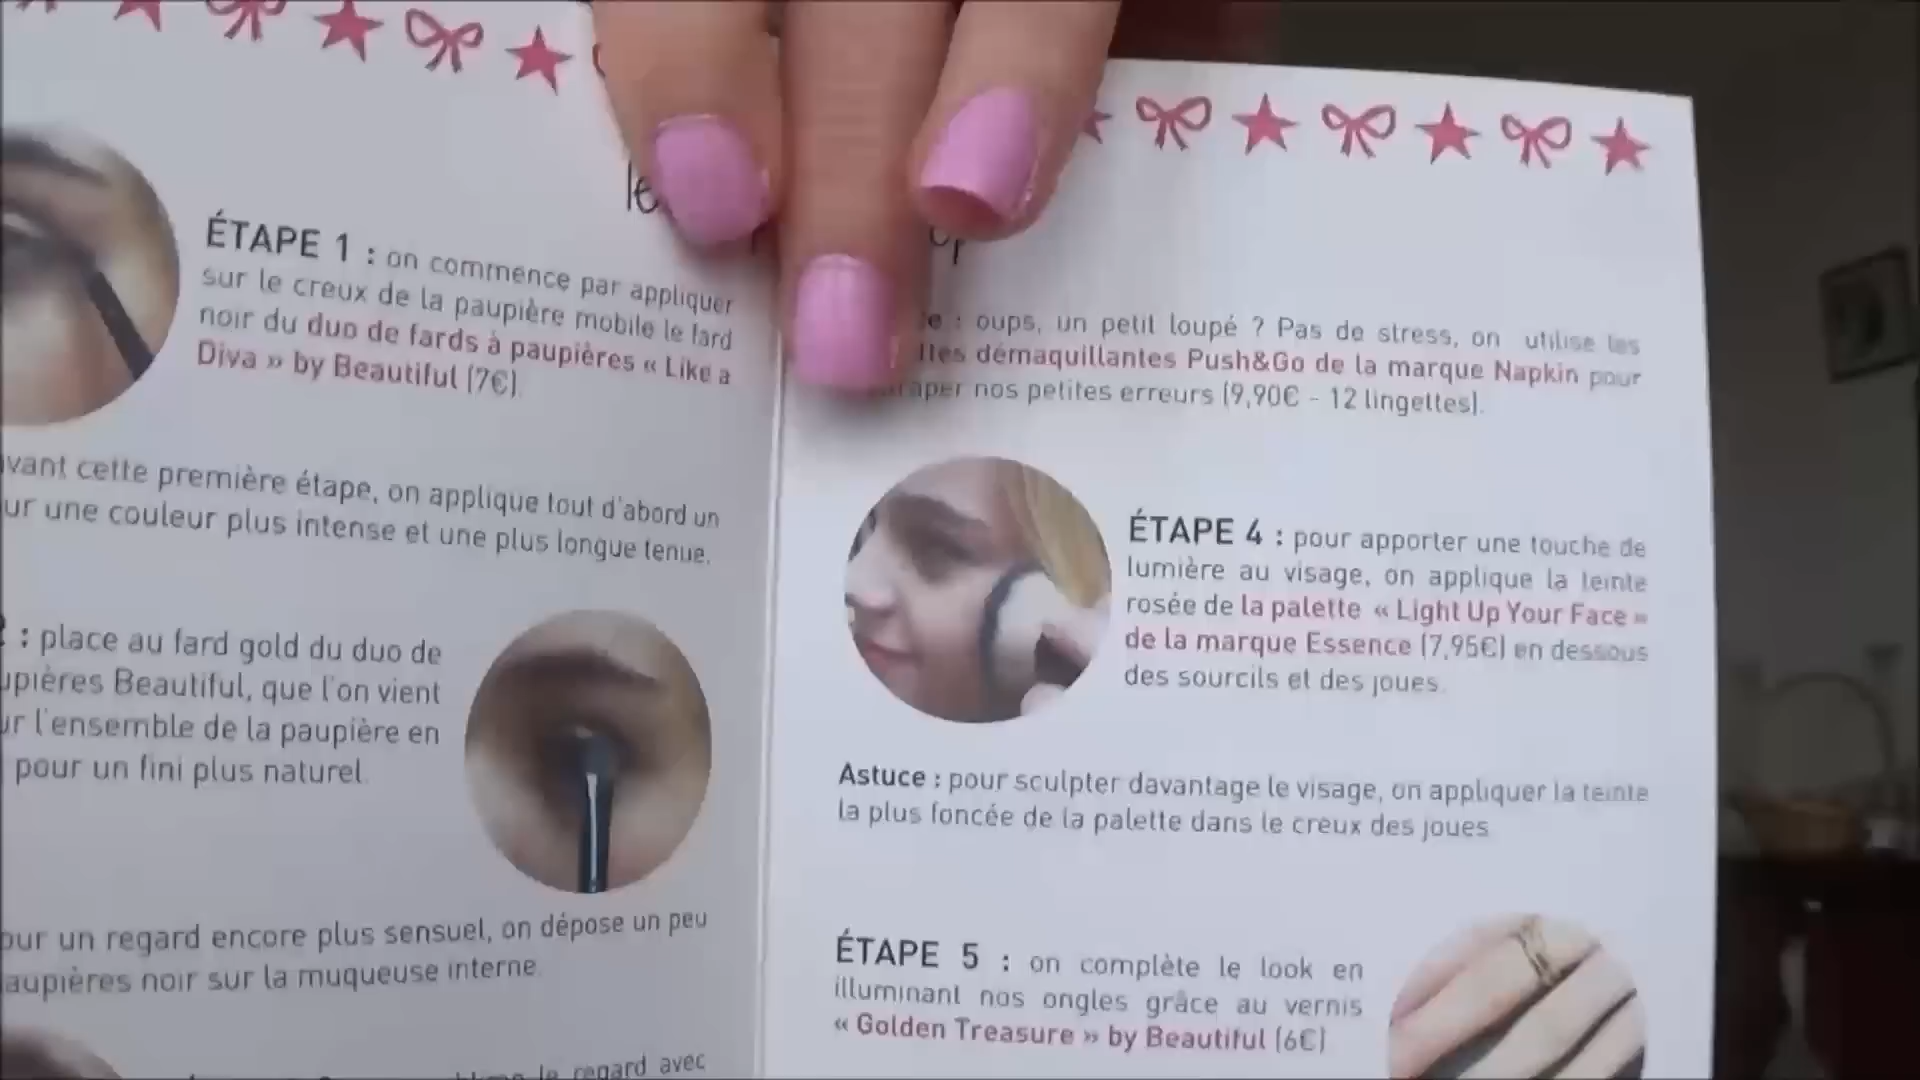 le
ÉTAPE 1 : on commence par appliquer
sur le creux de la paupière mobile le fard
noir du duo de fards à paupières « Like a
Diva » by Beautiful (7€).
vant cette première étape, on applique tout d'abord un
ur une couleur plus intense et une plus longue tenue.
: place au fard gold du duo de
upières Beautiful, que l'on vient
ur l'ensemble de la paupière en
pour un fini plus naturel.
our un regard encore plus sensuel, on dépose un peu
aupières noir sur la muqueuse interne.
le regard avec
e : oups, un petit loupé ? Pas de stress, on utilise les
ttes démaquillantes Push&Go de la marque Napkin pour
raper nos petites erreurs (9,90€ - 12 lingettes).
ÉTAPE 4 : pour apporter une touche de
lumière au visage, on applique la teinte
rosée de la palette « Light Up Your Face »
de la marque Essence (7,95€) en dessous
des sourcils et des joues.
Astuce : pour sculpter davantage le visage, on appliquer la teinte
la plus foncée de la palette dans le creux des joues.
ÉTAPE 5 : on complète le look en
illuminant nos ongles grâce au vernis
« Golden Treasure » by Beautiful (6€)